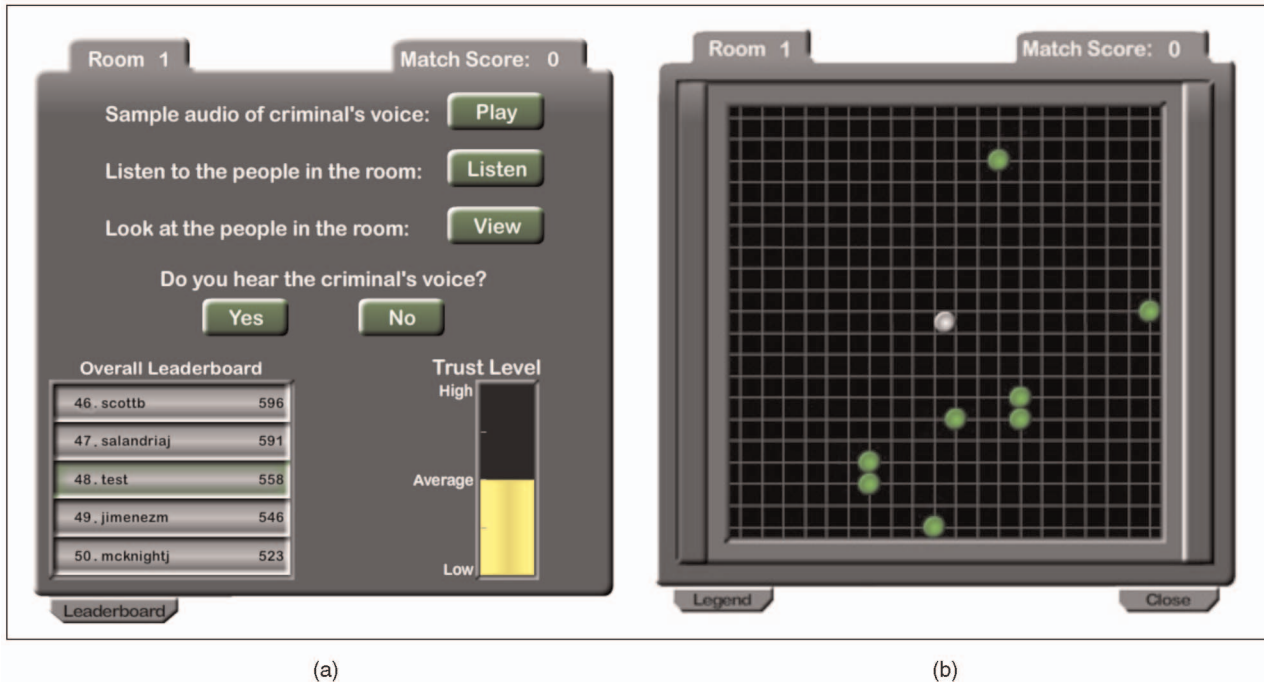 Room 1
Match Score: 0
Sample audio of criminal's voice:
Play
Listen to the people in the room:
Listen
Look at the people in the room:
View
Do you hear the criminal's voice?
Yes
No
Overall Leaderboard
46. scottb 596
47. salandriaj 591
48. test 558
49. jimenezm 546
50. mcknightj 523
Trust Level
High
Average
Low
Leaderboard
(a)
Room 1
Match Score: 0
Legend
Close
(b)